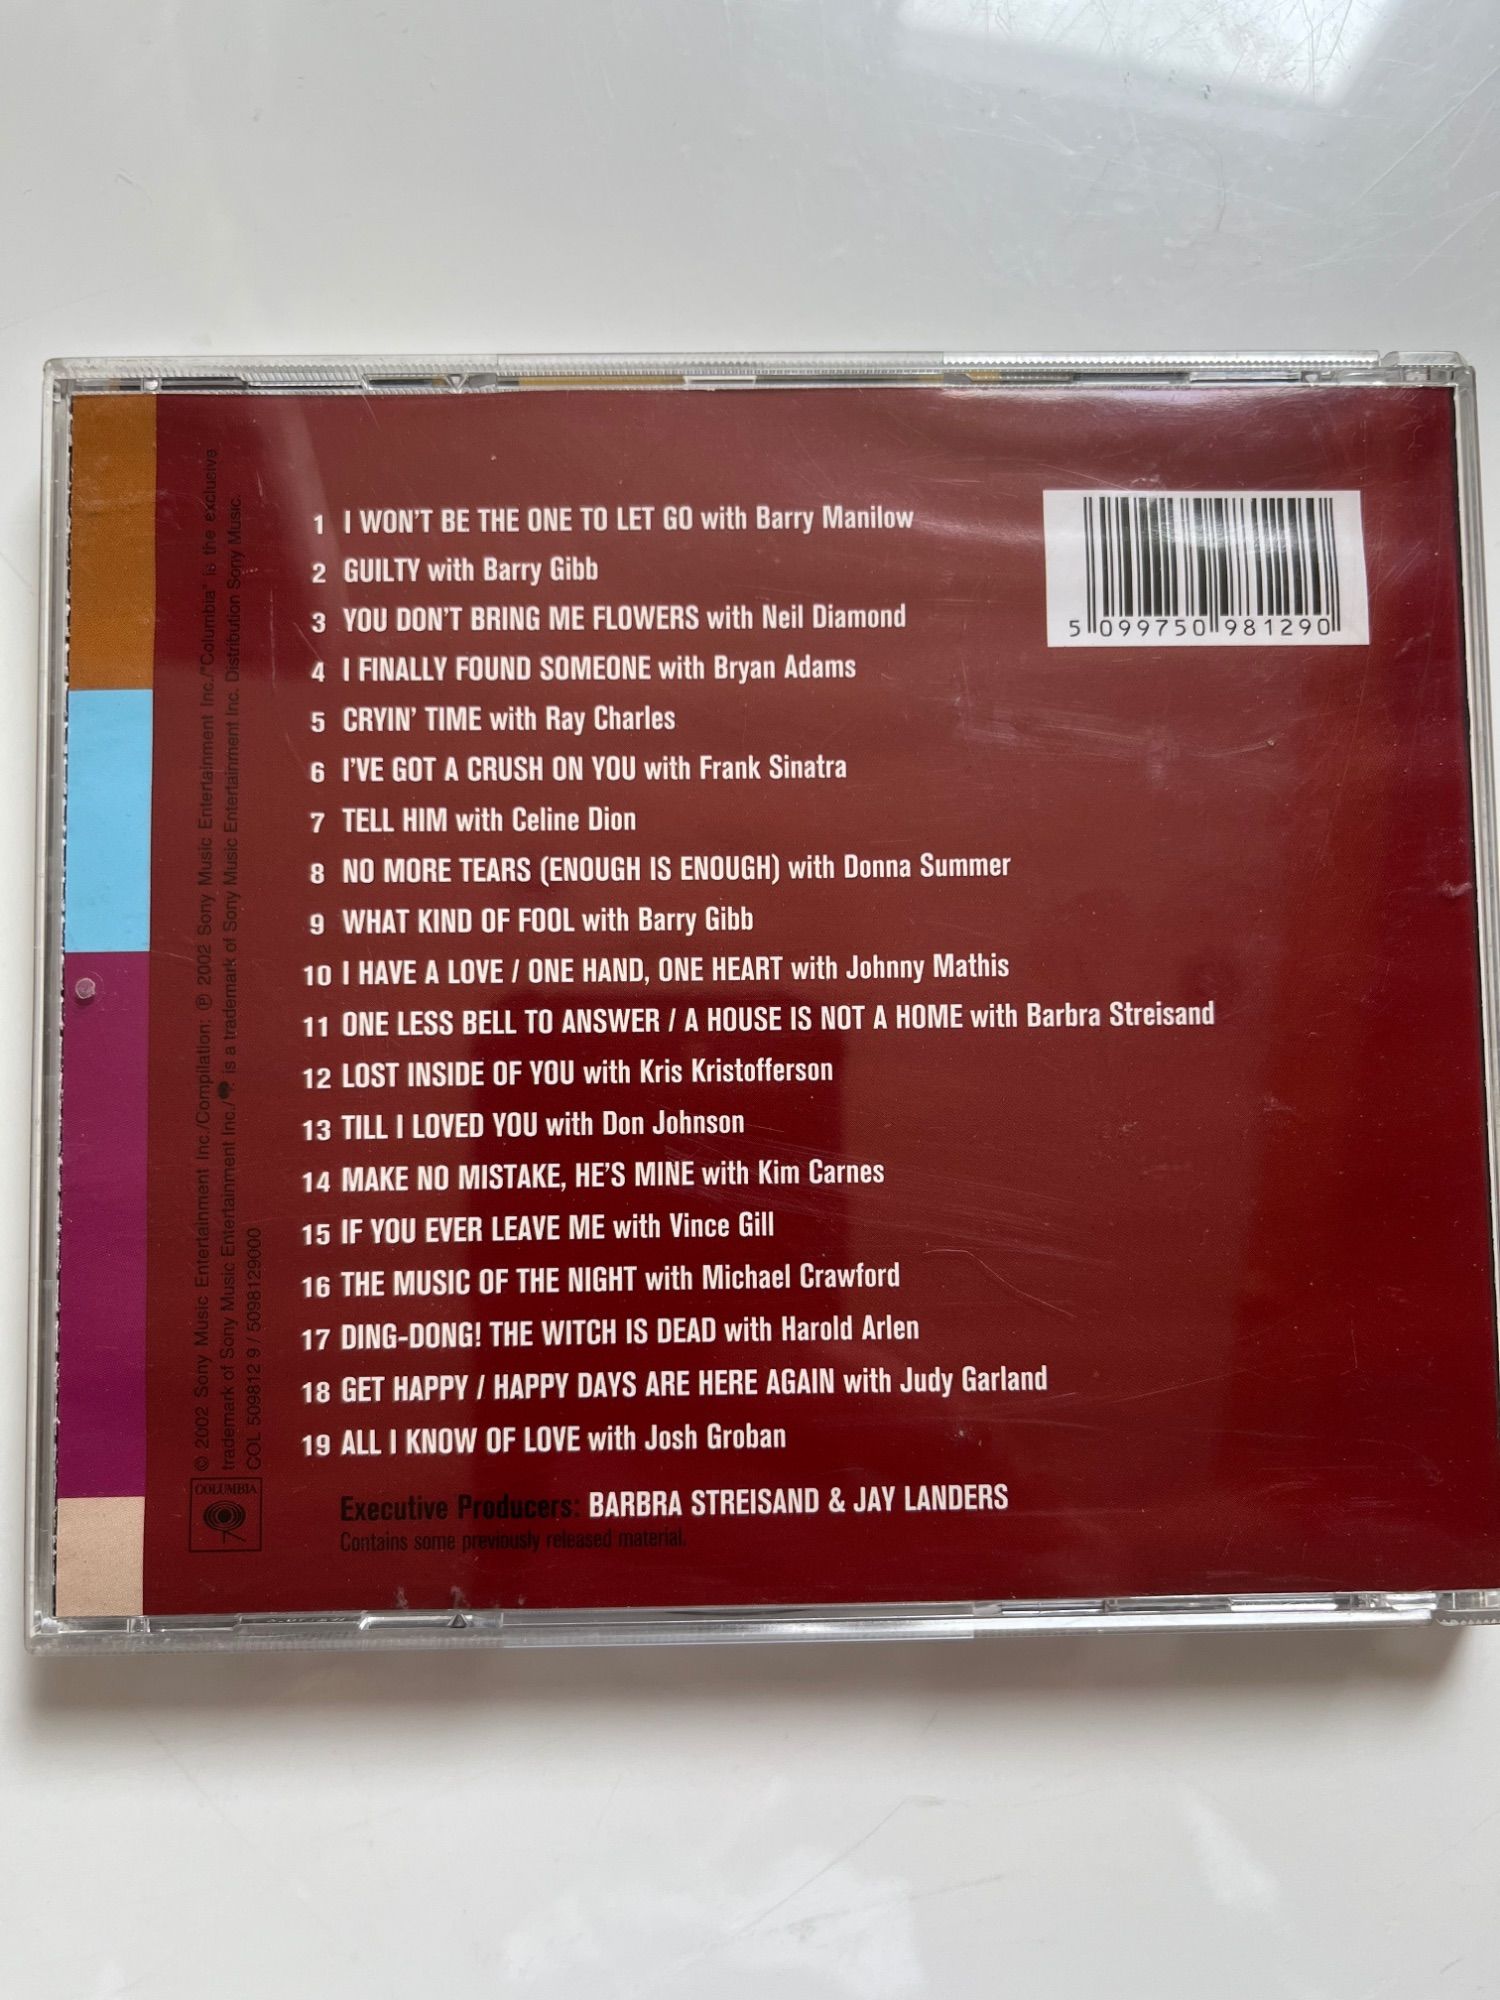 1 I WON'T BE THE ONE TO LET GO with Barry Manilow
2 GUILTY with Barry Gibb
3 YOU DON'T BRING ME FLOWERS with Neil Diamond
4 I FINALLY FOUND SOMEONE with Bryan Adams
5 CRYIN' TIME with Ray Charles
6 I'VE GOT A CRUSH ON YOU with Frank Sinatra
7 TELL HIM with Celine Dion
8 NO MORE TEARS (ENOUGH IS ENOUGH) with Donna Summer
9 WHAT KIND OF FOOL with Barry Gibb
10 I HAVE A LOVE / ONE HAND, ONE HEART with Johnny Mathis
11 ONE LESS BELL TO ANSWER / A HOUSE IS NOT A HOME with Barbra Streisand
12 LOST INSIDE OF YOU with Kris Kristofferson
13 TILL I LOVED YOU with Don Johnson
14 MAKE NO MISTAKE, HE'S MINE with Kim Carnes
15 IF YOU EVER LEAVE ME with Vince Gill
16 THE MUSIC OF THE NIGHT with Michael Crawford
17 DING-DONG! THE WITCH IS DEAD with Harold Arlen
18 GET HAPPY / HAPPY DAYS ARE HERE AGAIN with Judy Garland
19 ALL I KNOW OF LOVE with Josh Groban
Executive Producers: BARBRA STREISAND & JAY LANDERS
Contains some previously released material.
5 099750 981290
© 2002 Sony Music Entertainment Inc./Compilation: ℗ 2002 Sony Music Entertainment Inc./"Columbia" is the exclusive
trademark of Sony Music Entertainment Inc./ is a trademark of Sony Music Entertainment Inc. Distribution Sony Music.
COL 509812 9 / 5098129000
COLUMBIA